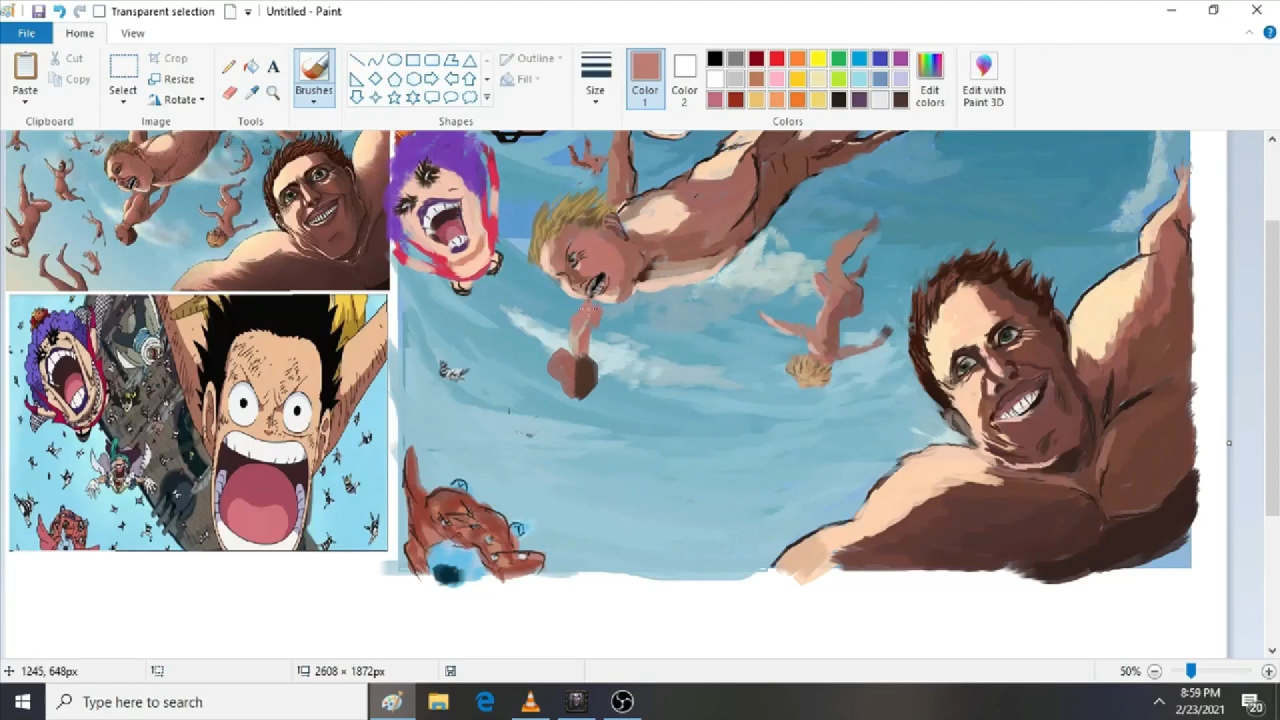 Transparent selection
Untitled - Paint
File
Home
View
Paste
Cut
Copy
Clipboard
Select
Crop
Resize
Rotate
Image
A
Tools
Brushes
Outline
Fill
Shapes
Size
Color 1
Color 2
Edit colors
Edit with Paint 3D
Colors
1245, 648px
2608 × 1872px
50%
Type here to search
8:59 PM
2/23/2021
20